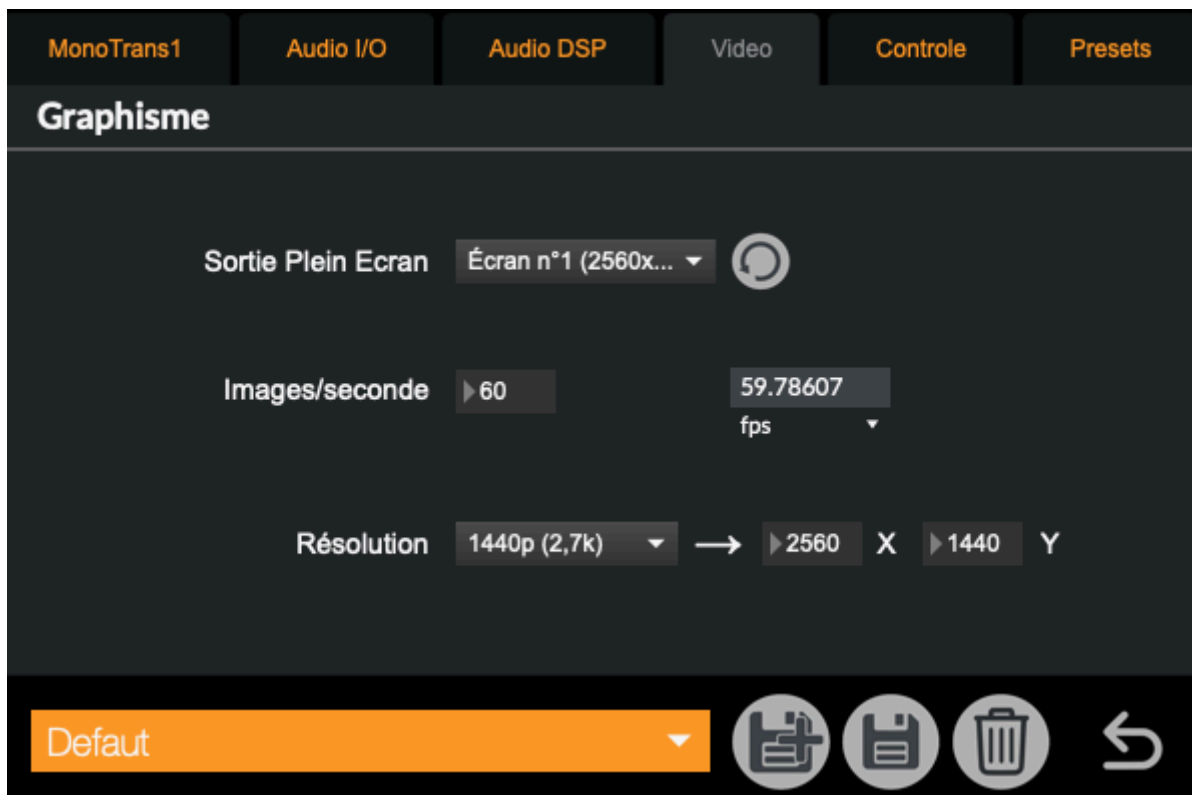 MonoTrans1 Audio I/O Audio DSP Video Controle Presets
Graphisme
Sortie Plein Ecran Écran n°1 (2560x...
Images/seconde 60 59.78607
fps
Résolution 1440p (2,7k) → 2560 X 1440 Y
Defaut